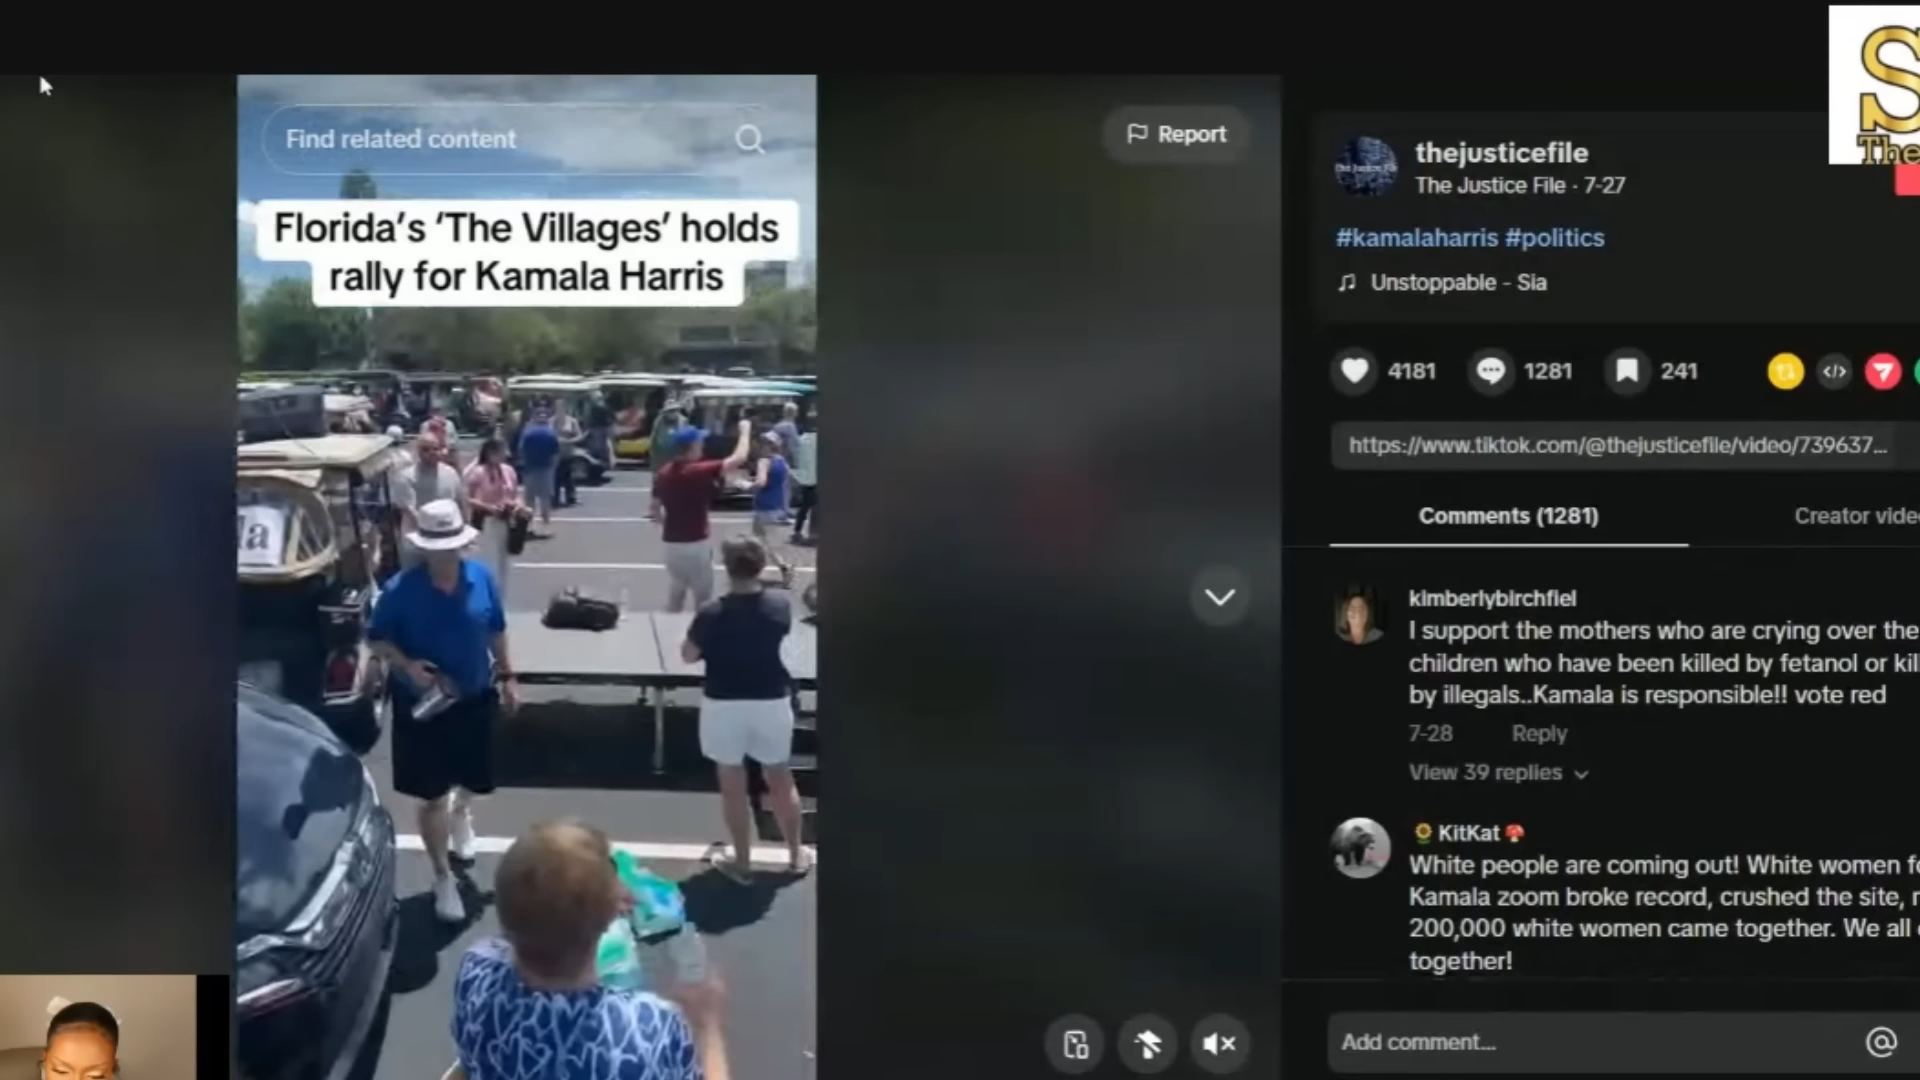 Find related content
Florida's 'The Villages' holds
rally for Kamala Harris
a
Report
S
The
thejusticefile
The Justice File · 7-27
#kamalaharris #politics
Unstoppable - Sia
4181
1281
241
https://www.tiktok.com/@thejusticefile/video/739637...
Comments (1281)
Creator vide
kimberlybirchfiel
I support the mothers who are crying over the
children who have been killed by fetanol or kil
by illegals..Kamala is responsible!! vote red
7-28
Reply
View 39 replies
KitKat
White people are coming out! White women fo
Kamala zoom broke record, crushed the site,
200,000 white women came together. We all
together!
Add comment...
@